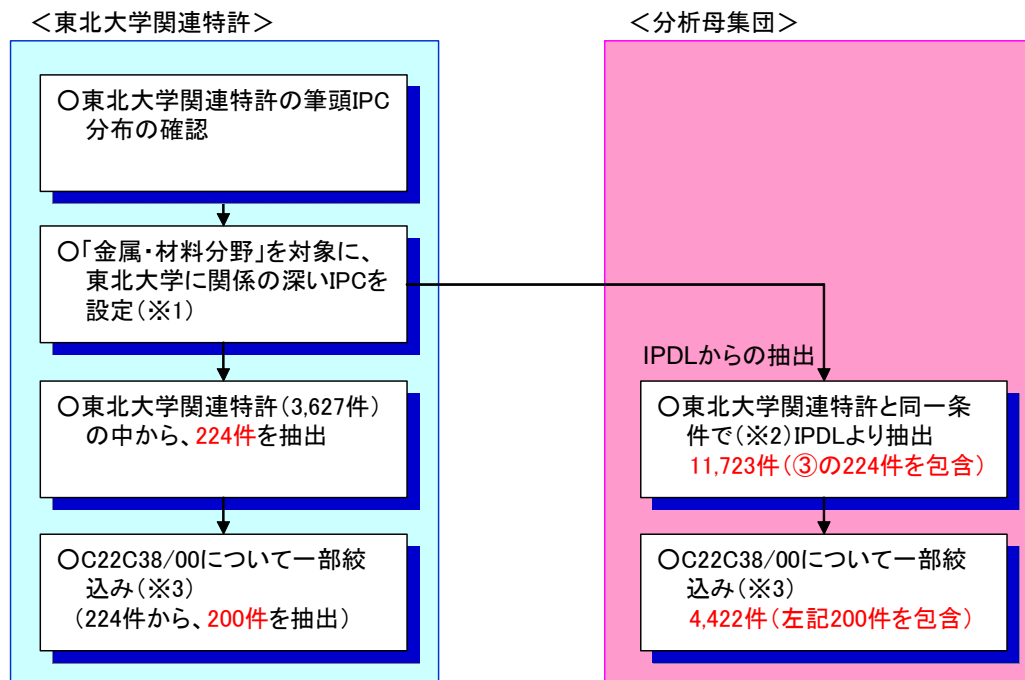 ＜東北大学関連特許＞
＜分析母集団＞
○東北大学関連特許の筆頭IPC
分布の確認
○「金属・材料分野」を対象に、
東北大学に関係の深いIPCを
設定(※1)
IPDLからの抽出
○東北大学関連特許(3,627件)
の中から、224件を抽出
○東北大学関連特許と同一条
件で(※2)IPDLより抽出
11,723件(③の224件を包含)
○C22C38/00について一部絞
込み(※3)
(224件から、200件を抽出)
○C22C38/00について一部絞
込み(※3)
4,422件(左記200件を包含)